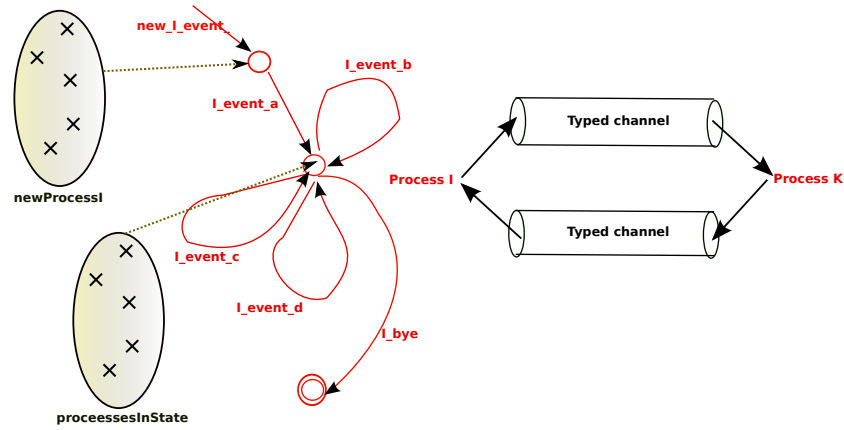 new_I_event_
I_event_b
I_event_a
Typed channel
newProcessI
Process I
Process K
Typed channel
I_event_c
I_event_d
I_bye
proceessesInState